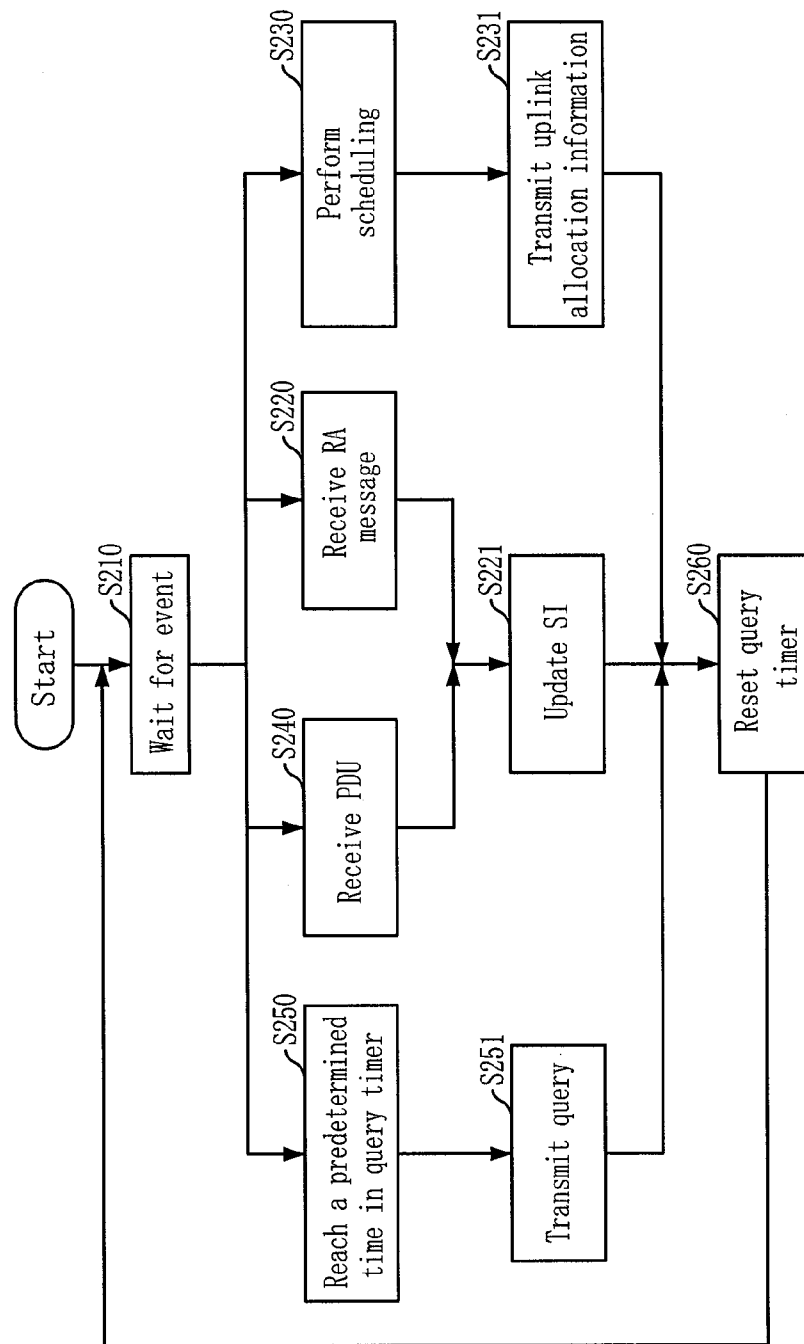 Start
S210
Wait for event
S250
Reach a predetermined
time in query timer
S240
Receive PDU
S220
Receive RA
message
S230
Perform
scheduling
S251
Transmit query
S221
Update SI
S231
Transmit uplink
allocation information
S260
Reset query
timer